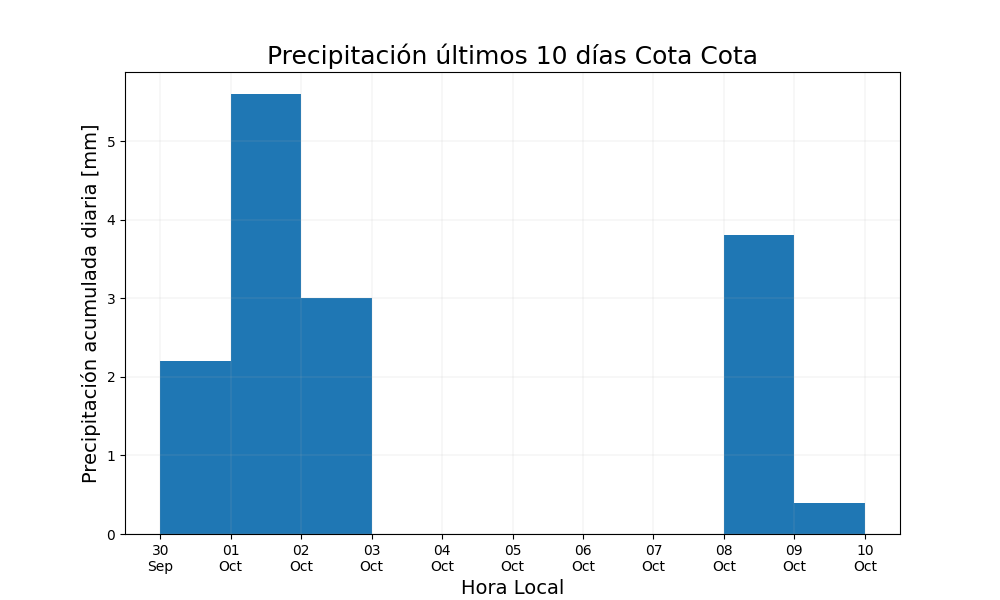 Precipitación últimos 10 días Cota Cota
Precipitación acumulada diaria [mm]
5
4
3
2
1
0
30 01 02 03 04 05 06 07 08 09 10
Sep Oct Oct Oct Oct Oct Oct Oct Oct Oct Oct
Hora Local